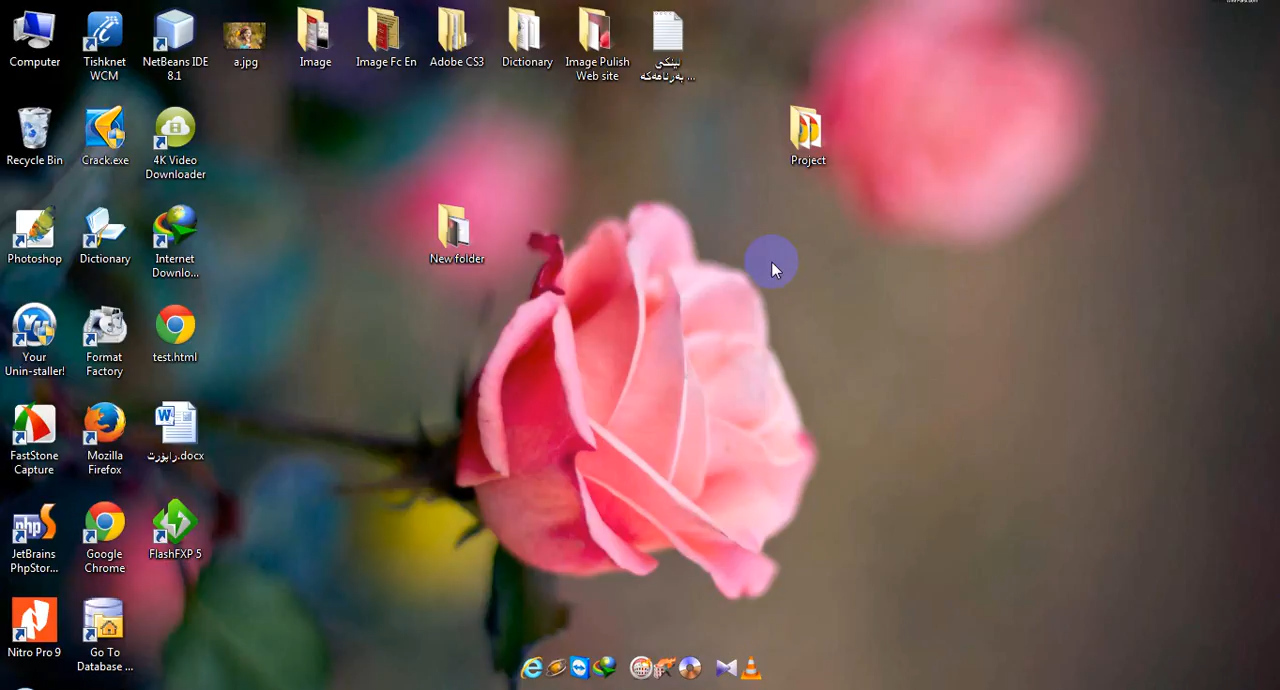 Computer
Tishknet
WCM
NetBeans IDE
8.1
a.jpg
Image
Image Fc En
Adobe CS3
Dictionary
Image Pulish
Web site
لینكی
بەرنامەكە ...
Recycle Bin
Crack.exe
4K Video
Downloader
Project
Photoshop
Dictionary
Internet
Downlo...
New folder
Your
Unin-staller!
Format
Factory
test.html
FastStone
Capture
Mozilla
Firefox
راپۆرت.docx
JetBrains
PhpStor...
Google
Chrome
FlashFXP 5
Nitro Pro 9
Go To
Database ...